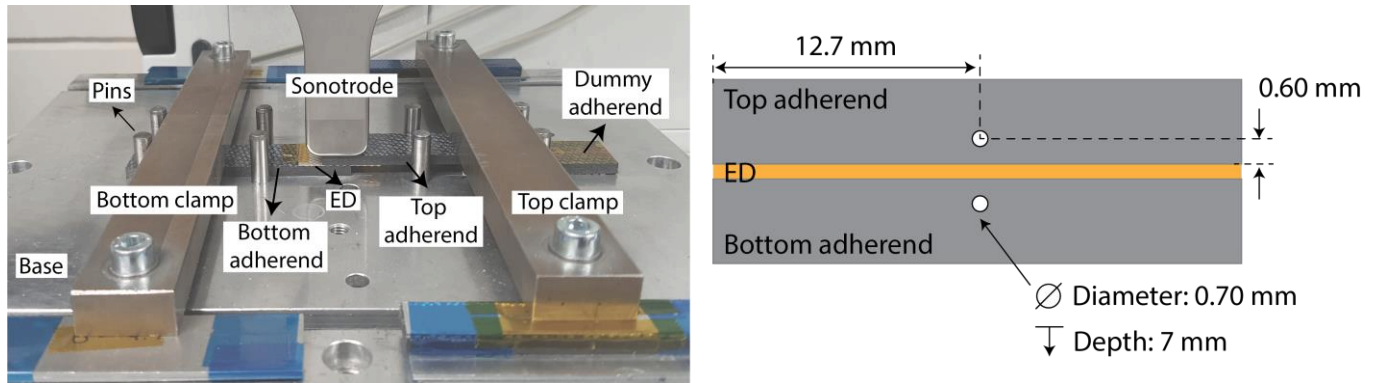 Sonotrode
Dummy
adherend
Pins
Bottom clamp
ED
Top clamp
Bottom
adherend
Top
adherend
Base
12.7 mm
0.60 mm
Top adherend
ED
Bottom adherend
Diameter: 0.70 mm
Depth: 7 mm